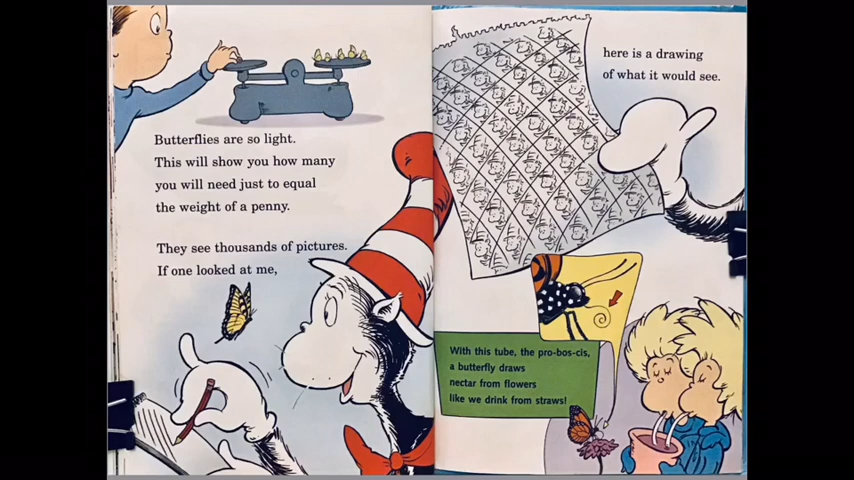 Butterflies are so light.
This will show you how many
you will need just to equal
the weight of a penny.
They see thousands of pictures.
If one looked at me,
here is a drawing
of what it would see.
With this tube, the pro-bos-cis,
a butterfly draws
nectar from flowers
like we drink from straws!